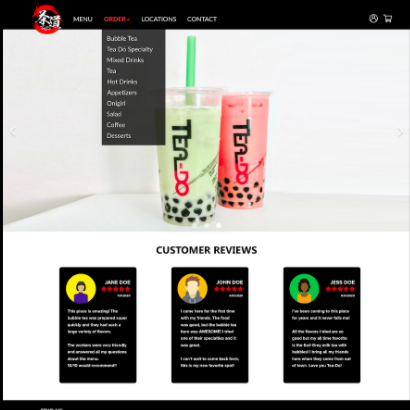 茶道
MENU
ORDER
LOCATIONS
CONTACT
Bubble Tea
Tea Dō Specialty
Mixed Drinks
Tea
Hot Drinks
Appetizers
Onigiri
Salad
Coffee
Desserts
TEA-DO
TEA-DO
CUSTOMER REVIEWS
JANE DOE
This place is amazing! The
bubble tea was prepared super
quickly and they had such a
large variety of flavors.
The workers were very friendly
and answered all my questions
about the menu.
10/10 would recommend!!
JOHN DOE
I came here for the first time
with my friends. The food
was good, but the bubble tea
here was AWESOME! I tried
one of their specialties and it
was great.
I can't wait to come back here,
this is my new favorite spot!
JESS DOE
I've been coming to this place
for years and it never fails me!
All the flavors I tried are so
good but my all time favorite
is the thai thay milk tea with
bubbles! I bring all my friends
here when they come from out
of town. Love you Tea Do!